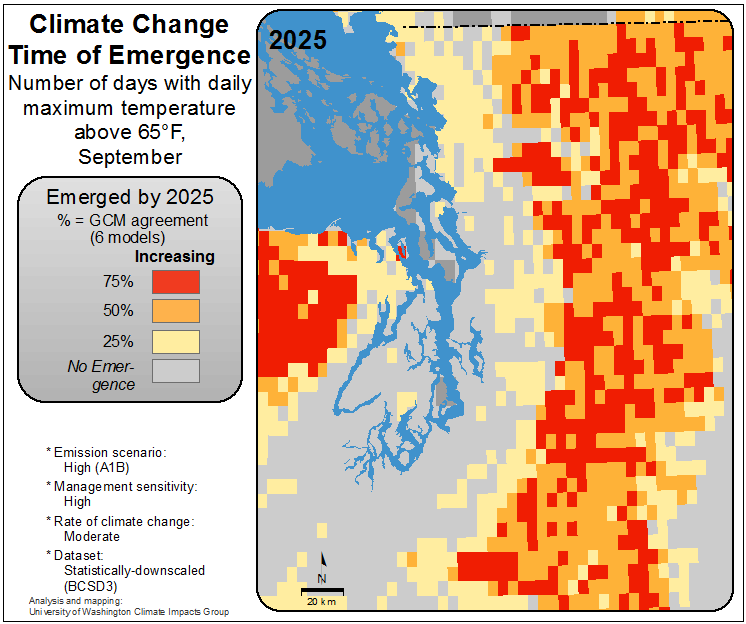 Climate Change
Time of Emergence
Number of days with daily
maximum temperature
above 65°F,
September
Emerged by 2025
% = GCM agreement
(6 models)
Increasing
75%
50%
25%
No Emer-
gence
* Emission scenario:
High (A1B)
* Management sensitivity:
High
* Rate of climate change:
Moderate
* Dataset:
Statistically-downscaled
(BCSD3)
Analysis and mapping:
University of Washington Climate Impacts Group
2025
N
20 km